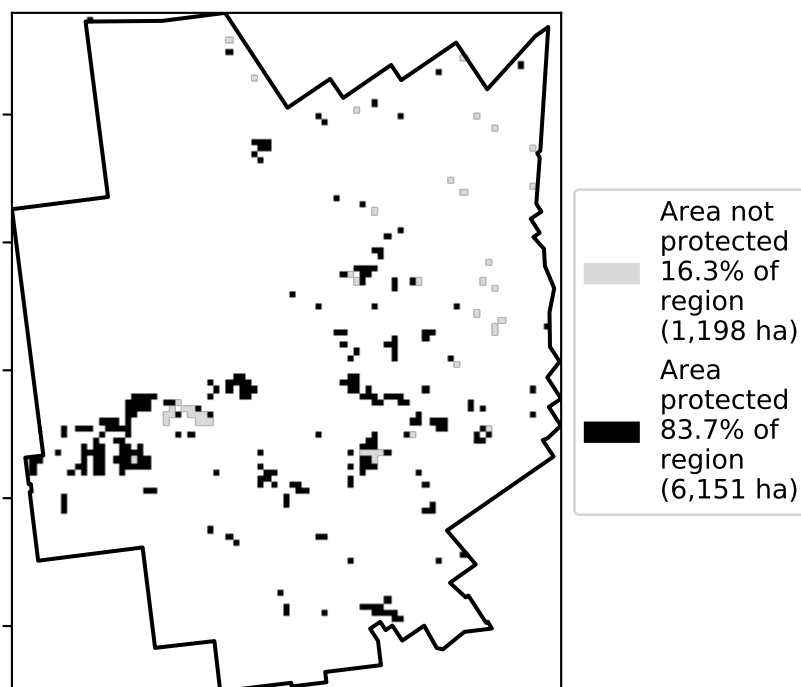 Area not
protected
16.3% of
region
(1,198 ha)
Area
protected
83.7% of
region
(6,151 ha)